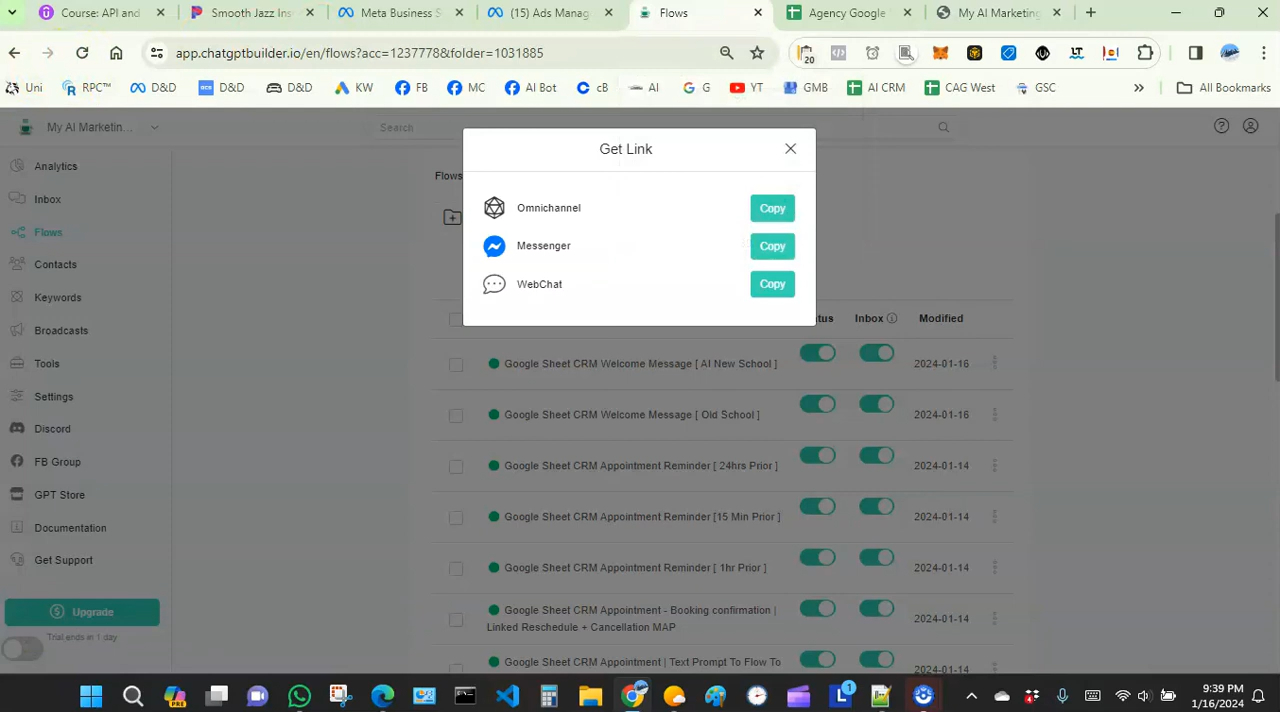 Course: API and
Smooth Jazz Ins
Meta Business S
(15) Ads Manag
Flows
Agency Google
My AI Marketing
app.chatgptbuilder.io/en/flows?acc=1237778&folder=1031885
20
Uni
RPC™
D&D
D&D
D&D
KW
FB
MC
AI Bot
cB
AI
G
YT
GMB
AI CRM
CAG West
GSC
All Bookmarks
My AI Marketin...
Search
Analytics
Inbox
Flows
Contacts
Keywords
Broadcasts
Tools
Settings
Discord
FB Group
GPT Store
Documentation
Get Support
Upgrade
Trial ends in 1 day
Flows
Get Link
Omnichannel Copy
Messenger Copy
WebChat Copy
tus Inbox Modified
Google Sheet CRM Welcome Message [ AI New School ] 2024-01-16
Google Sheet CRM Welcome Message [ Old School ] 2024-01-16
Google Sheet CRM Appointment Reminder [ 24hrs Prior ] 2024-01-14
Google Sheet CRM Appointment Reminder [15 Min Prior ] 2024-01-14
Google Sheet CRM Appointment Reminder [ 1hr Prior ] 2024-01-14
Google Sheet CRM Appointment - Booking confirmation |
Linked Reschedule + Cancellation MAP 2024-01-14
Google Sheet CRM Appointment | Text Prompt To Flow To 2024-01-14
PRE
1
9:39 PM
1/16/2024